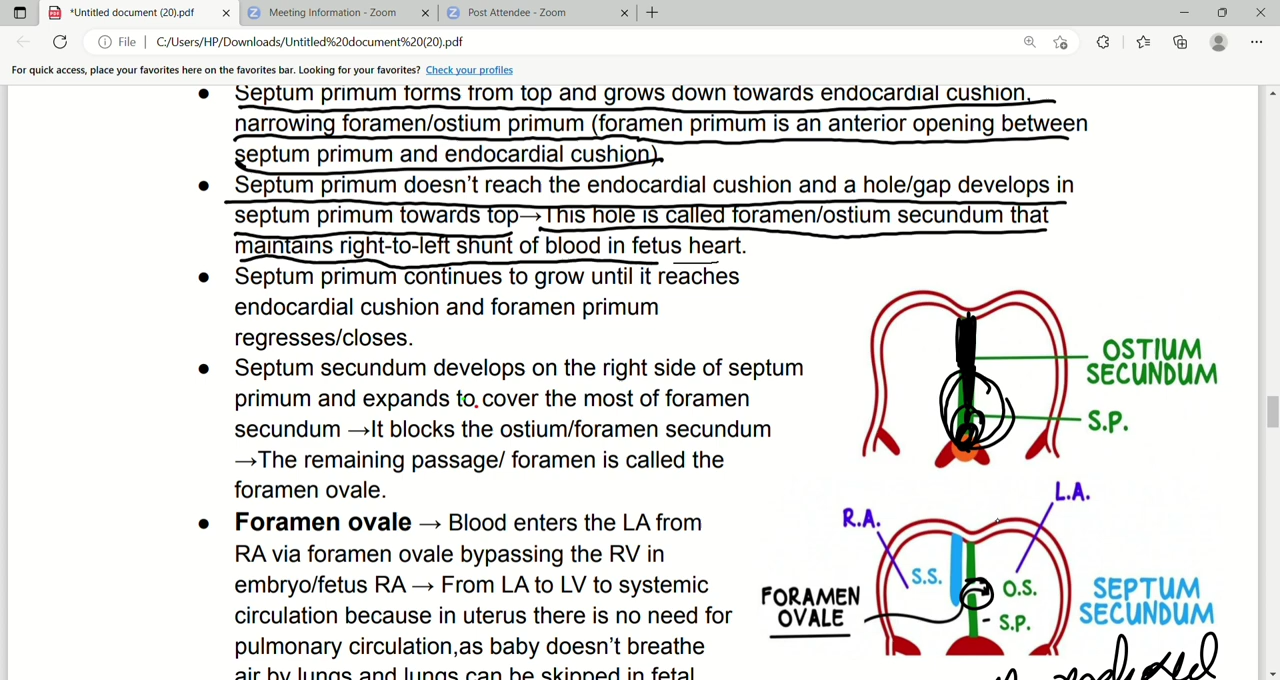 *Untitled document (20).pdf
Meeting Information - Zoom
Post Attendee - Zoom
File
C:/Users/HP/Downloads/Untitled%20document%20(20).pdf
For quick access, place your favorites here on the favorites bar. Looking for your favorites? Check your profiles
● Septum primum forms from top and grows down towards endocardial cushion,
narrowing foramen/ostium primum (foramen primum is an anterior opening between
septum primum and endocardial cushion).
● Septum primum doesn't reach the endocardial cushion and a hole/gap develops in
septum primum towards top→This hole is called foramen/ostium secundum that
maintains right-to-left shunt of blood in fetus heart.
● Septum primum continues to grow until it reaches
endocardial cushion and foramen primum
regresses/closes.
● Septum secundum develops on the right side of septum
primum and expands to cover the most of foramen
secundum →It blocks the ostium/foramen secundum
→The remaining passage/ foramen is called the
foramen ovale.
● Foramen ovale → Blood enters the LA from
RA via foramen ovale bypassing the RV in
embryo/fetus RA → From LA to LV to systemic
circulation because in uterus there is no need for
pulmonary circulation,as baby doesn't breathe
air by lungs and lungs can be skipped in fetal
OSTIUM
SECUNDUM
S.P.
L.A.
R.A.
S.S.
O.S.
FORAMEN
OVALE
- S.P.
SEPTUM
SECUNDUM